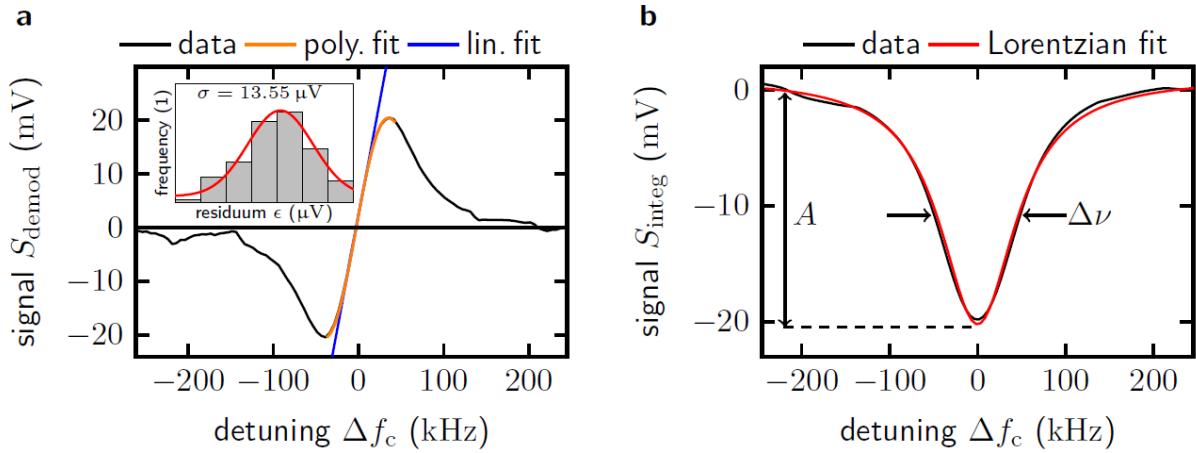 a
data poly. fit lin. fit
signal S_demod (mV)
20
10
0
−10
−20
σ = 13.55 µV
frequency (1)
residuum ϵ (µV)
−200 −100 0 100 200
detuning Δf_c (kHz)
b
data Lorentzian fit
signal S_integ (mV)
0
−10
−20
A
Δν
−200 −100 0 100 200
detuning Δf_c (kHz)